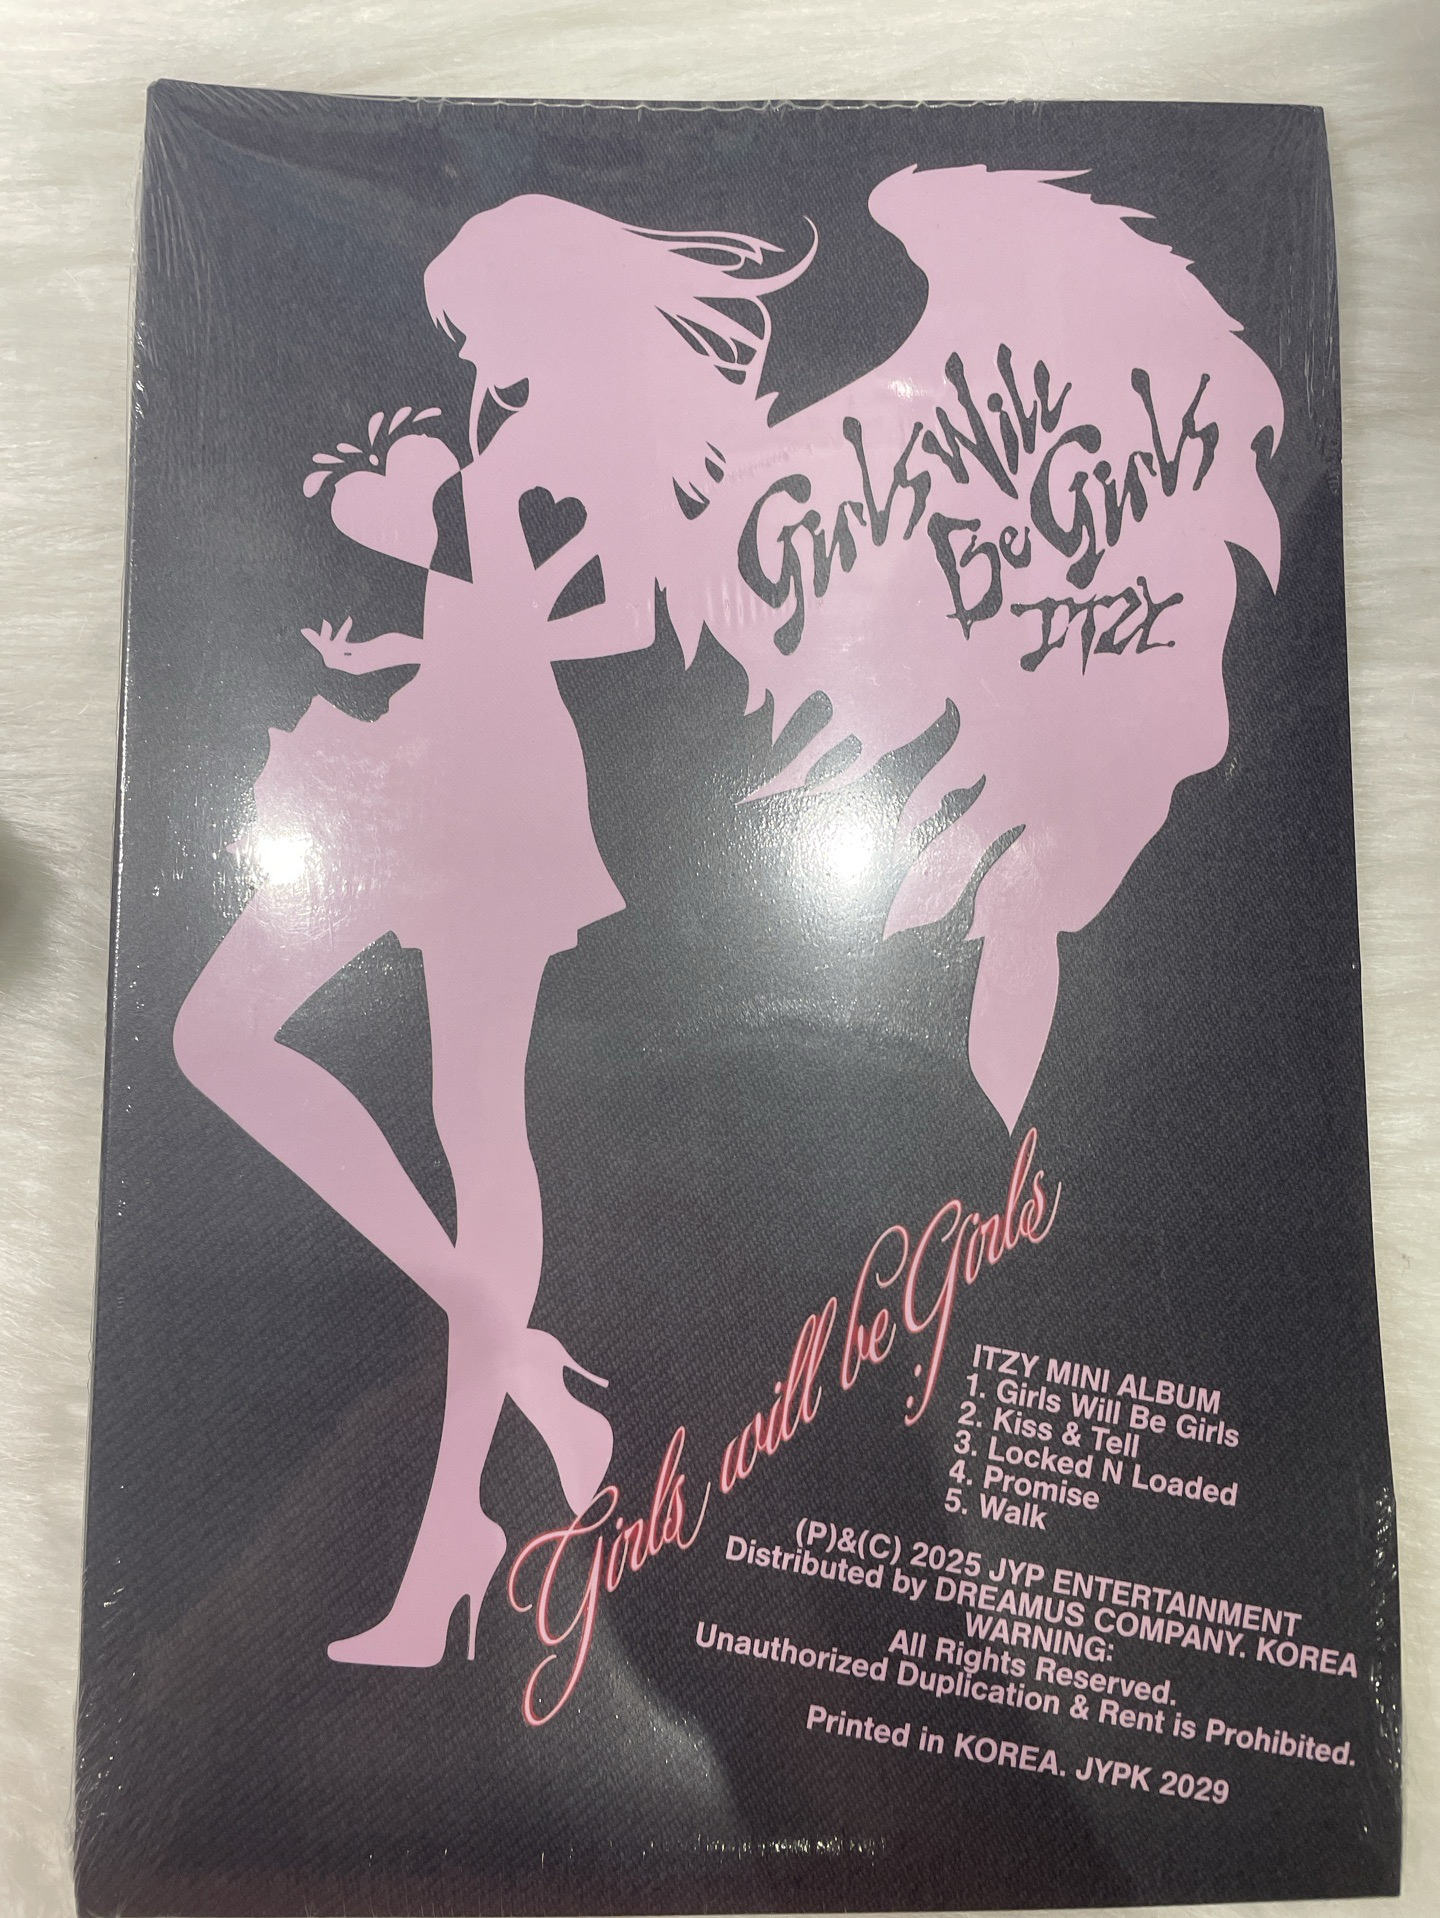 Girls Will
Be Girls
ITZY
Girls will be Girls
ITZY MINI ALBUM
1. Girls Will Be Girls
2. Kiss & Tell
3. Locked N Loaded
4. Promise
5. Walk
(P)&(C) 2025 JYP ENTERTAINMENT
Distributed by DREAMUS COMPANY. KOREA
WARNING:
All Rights Reserved.
Unauthorized Duplication & Rent is Prohibited.
Printed in KOREA. JYPK 2029